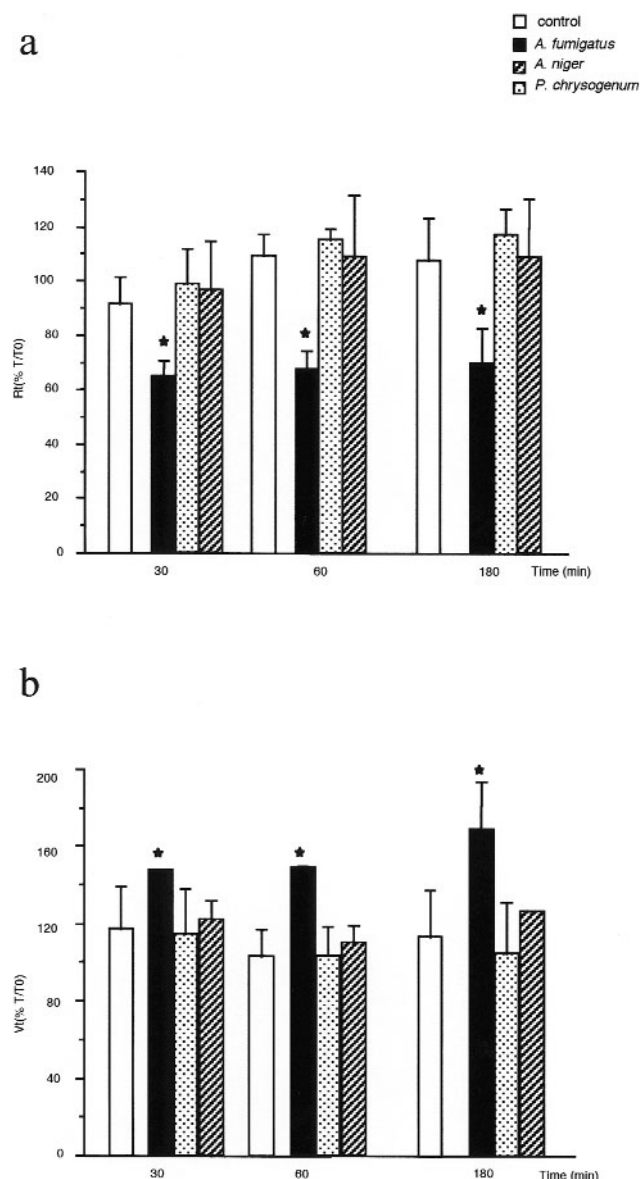 a
control
A. fumigatus
A. niger
P. chrysogenum
140
120
100
80
60
40
20
0
Rt(% T/T0)
* * *
30 60 180 Time (min)
b
200
160
120
80
40
0
Vt(% T/T0)
* * *
30 60 180 Time (min)